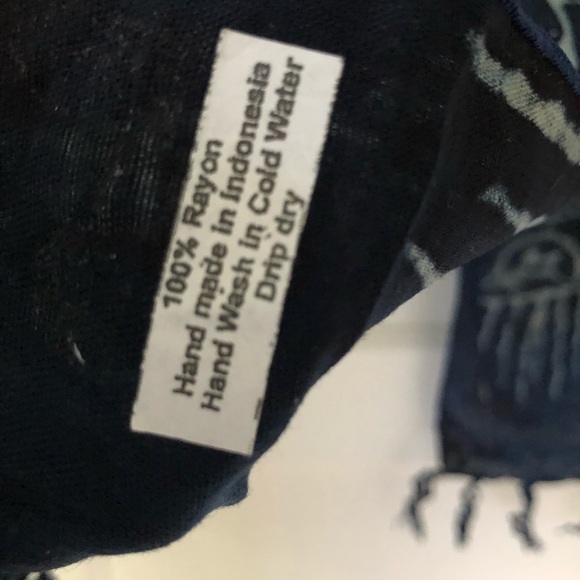 100% Rayon
Hand made in Indonesia
Hand Wash in Cold Water
Drip dry